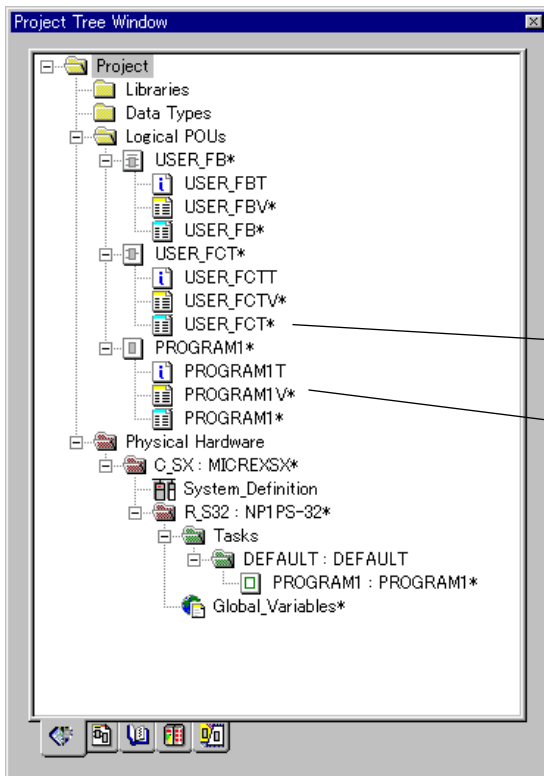 Project Tree Window
Project
Libraries
Data Types
Logical POUs
USER_FB*
USER_FBT
USER_FBV*
USER_FB*
USER_FCT*
USER_FCTT
USER_FCTV*
USER_FCT*
PROGRAM1*
PROGRAM1T
PROGRAM1V*
PROGRAM1*
Physical Hardware
C_SX : MICREXSX*
System_Definition
R_S32 : NP1PS-32*
Tasks
DEFAULT : DEFAULT
PROGRAM1 : PROGRAM1*
Global_Variables*